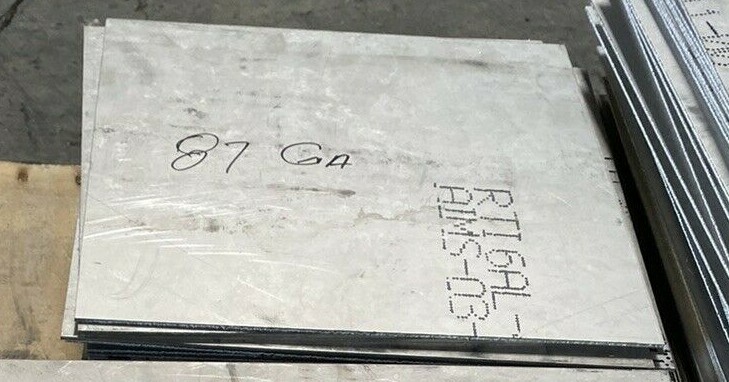 87 GA
RTI 6AL-
AIMS-03-